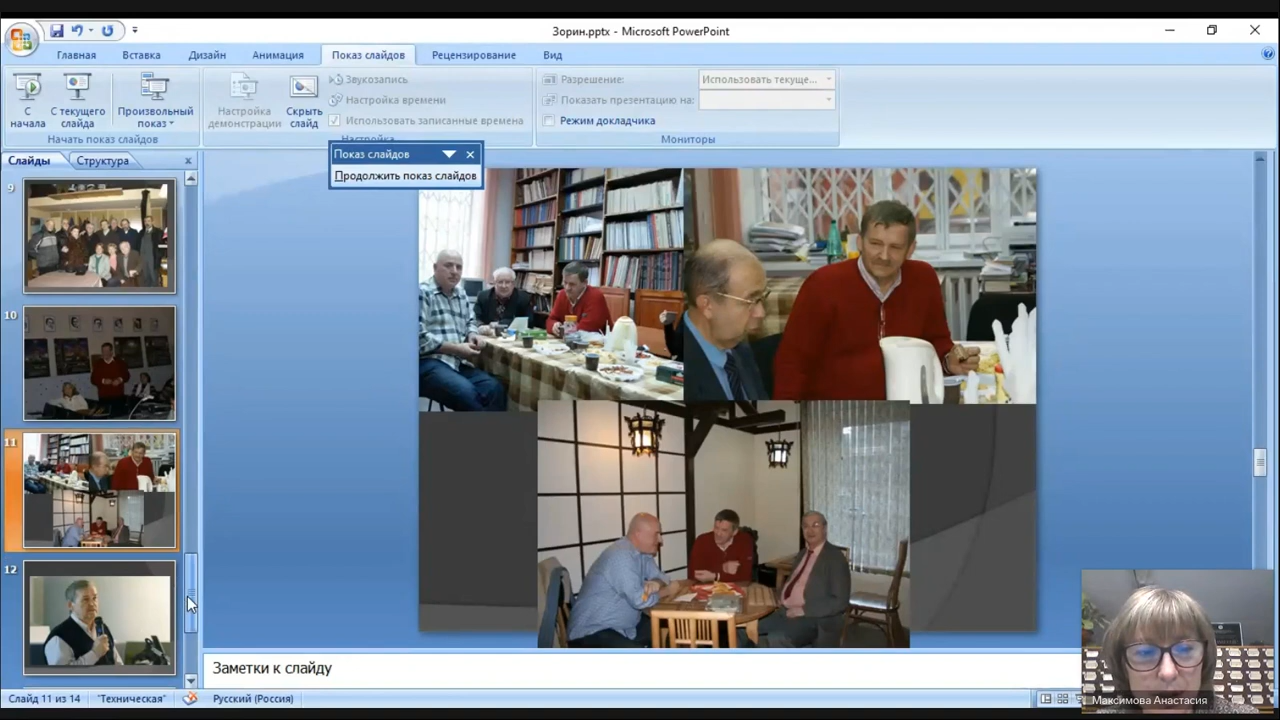 Зорин.pptx - Microsoft PowerPoint
Главная Вставка Дизайн Анимация Показ слайдов Рецензирование Вид
С начала
С текущего слайда
Произвольный показ
Начать показ слайдов
Настройка демонстрации
Скрыть слайд
Звукозапись
Настройка времени
Использовать записанные времена
Настройка
Разрешение: Использовать текуще...
Показать презентацию на:
Режим докладчика
Мониторы
Слайды Структура
Показ слайдов
Продолжить показ слайдов
9
10
11
12
Заметки к слайду
Слайд 11 из 14 "Техническая" Русский (Россия)
Максимова Анастасия